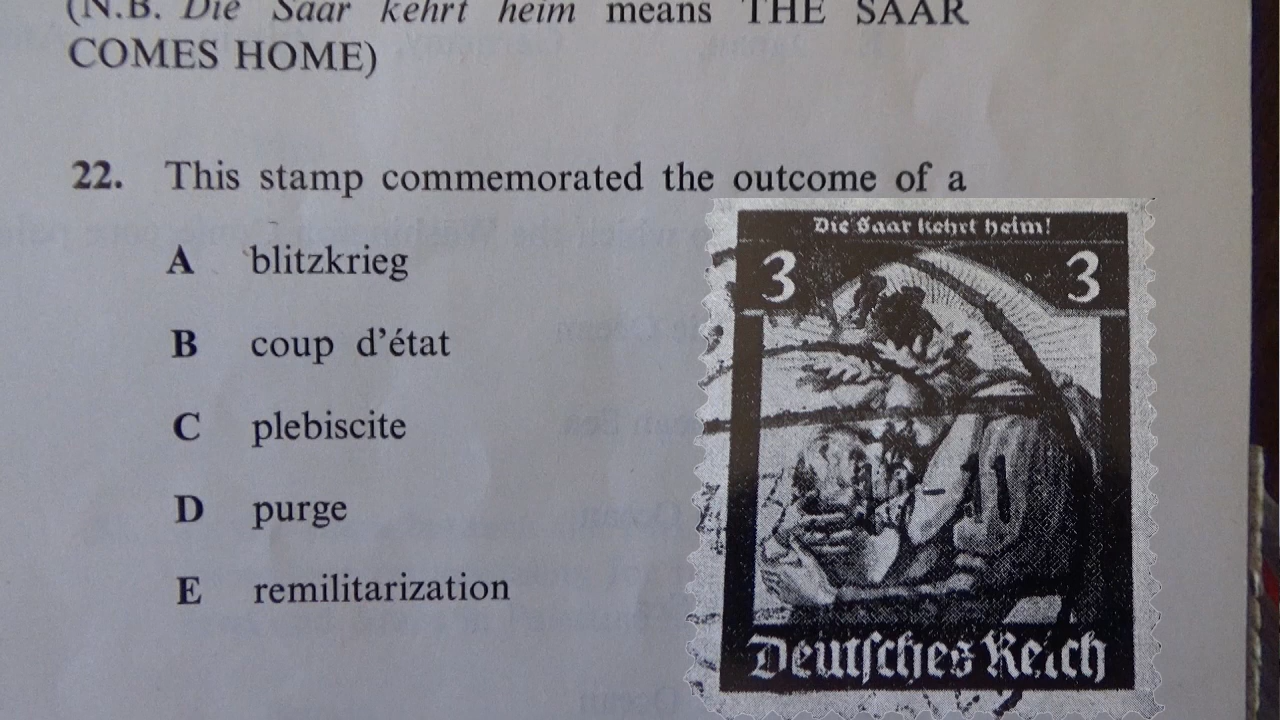 (N.B. Die Saar kehrt heim means THE SAAR
COMES HOME)
22. This stamp commemorated the outcome of a
A blitzkrieg
B coup d'état
C plebiscite
D purge
E remilitarization
Die Saar kehrt heim!
3 3
Deutsches Reich